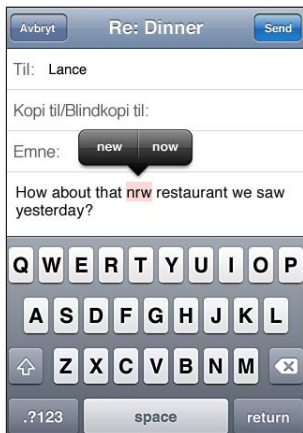 Avbryt Re: Dinner Send
Til: Lance
Kopi til/Blindkopi til:
Emne:
new now
How about that nrw restaurant we saw
yesterday?
Q W E R T Y U I O P
A S D F G H J K L
Z X C V B N M
.?123 space return